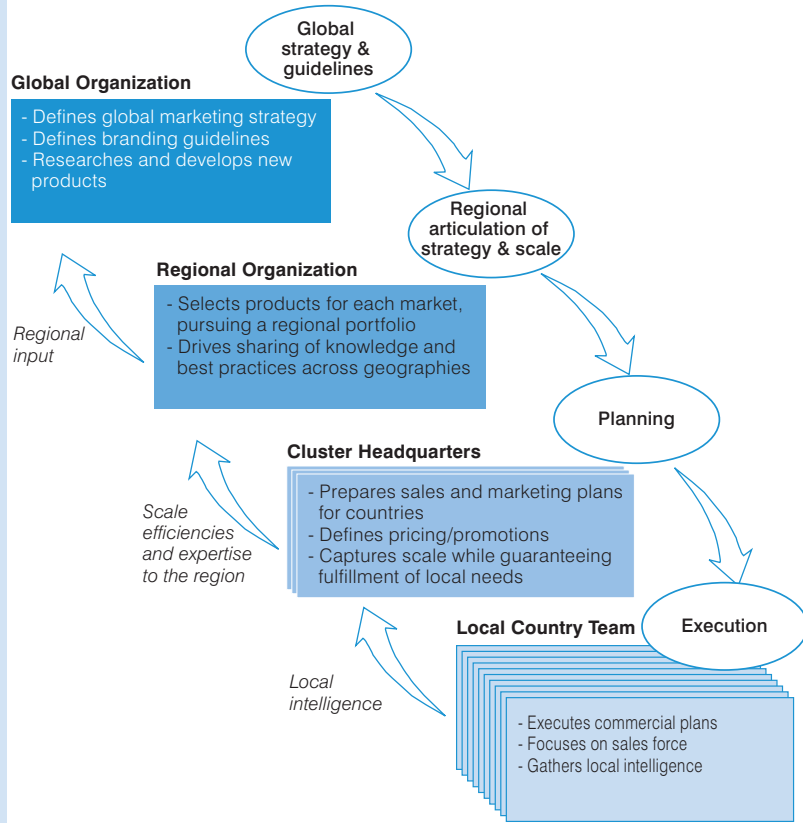 Global
strategy &
guidelines
Global Organization
- Defines global marketing strategy
- Defines branding guidelines
- Researches and develops new
products
Regional
articulation of
strategy & scale
Regional Organization
- Selects products for each market,
pursuing a regional portfolio
- Drives sharing of knowledge and
best practices across geographies
Regional
input
Planning
Cluster Headquarters
- Prepares sales and marketing plans
for countries
- Defines pricing/promotions
- Captures scale while guaranteeing
fulfillment of local needs
Scale
efficiencies
and expertise
to the region
Execution
Local Country Team
- Executes commercial plans
- Focuses on sales force
- Gathers local intelligence
Local
intelligence